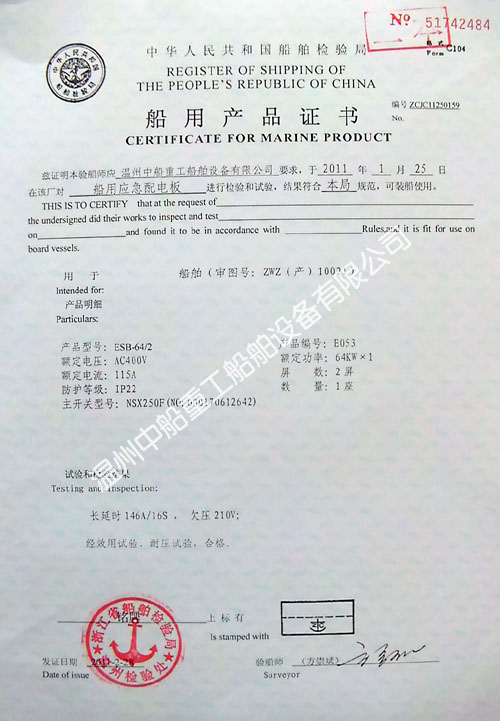 № 51742484
格式
Form C104
中华人民共和国船舶检验局
REGISTER OF SHIPPING OF
THE PEOPLE'S REPUBLIC OF CHINA
船用产品证书
编号 ZCJC11250159
No.
CERTIFICATE FOR MARINE PRODUCT
兹证明本验船师应 温州中船重工船舶设备有限公司 要求，于 2011 年 1 月 25 日
在该厂对 船用应急配电板 进行检验和试验，结果符合 本局 规范，可装船使用。
THIS IS TO CERTIFY that at the request of
the undersigned did their works to inspect and test
on and found it to be in accordance with Rules,and it is fit for use on
board vessels.
用于 船舶（审图号：ZWZ（产）
Intended for:
产品明细
Particulars:
产品型号：ESB-64/2 产品编号：E053
额定电压：AC400V 额定功率：64KW×1
额定电流：115A 屏 数：2屏
防护等级：IP22 数 量：1座
主开关型号：NSX250F(NO:000170612642)
试验和
Testing and inspection:
长延时 146A/16S ，欠压 210V；
经效用试验、耐压试验，合格。
铭牌 上标有
Is stamped with
浙江省船舶检验局
检验处
发证日期
Date of issue
验船师 （方崇斌）
Surveyor
温州中船重工船舶设备有限公司